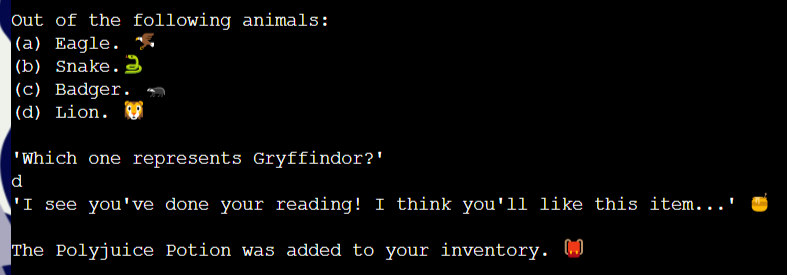 Out of the following animals:
(a) Eagle. 🦅
(b) Snake.🐍
(c) Badger. 🦡
(d) Lion. 🦁
'Which one represents Gryffindor?'
d
'I see you've done your reading! I think you'll like this item...' 🍯
The Polyjuice Potion was added to your inventory. 🎒